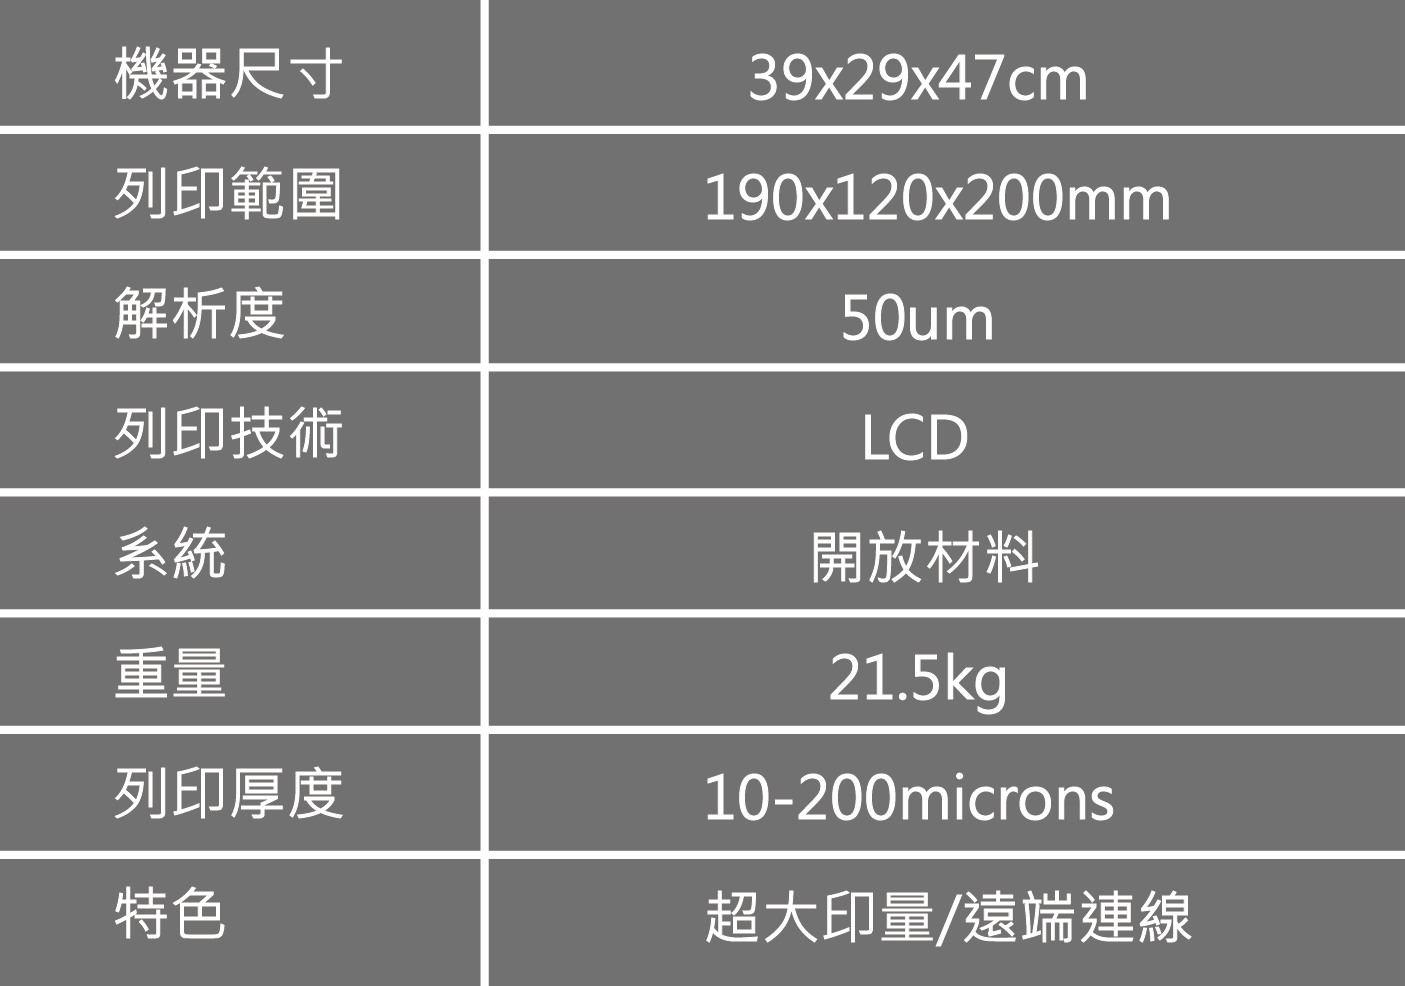 機器尺寸 39x29x47cm
列印範圍 190x120x200mm
解析度 50um
列印技術 LCD
系統 開放材料
重量 21.5kg
列印厚度 10-200microns
特色 超大印量/遠端連線